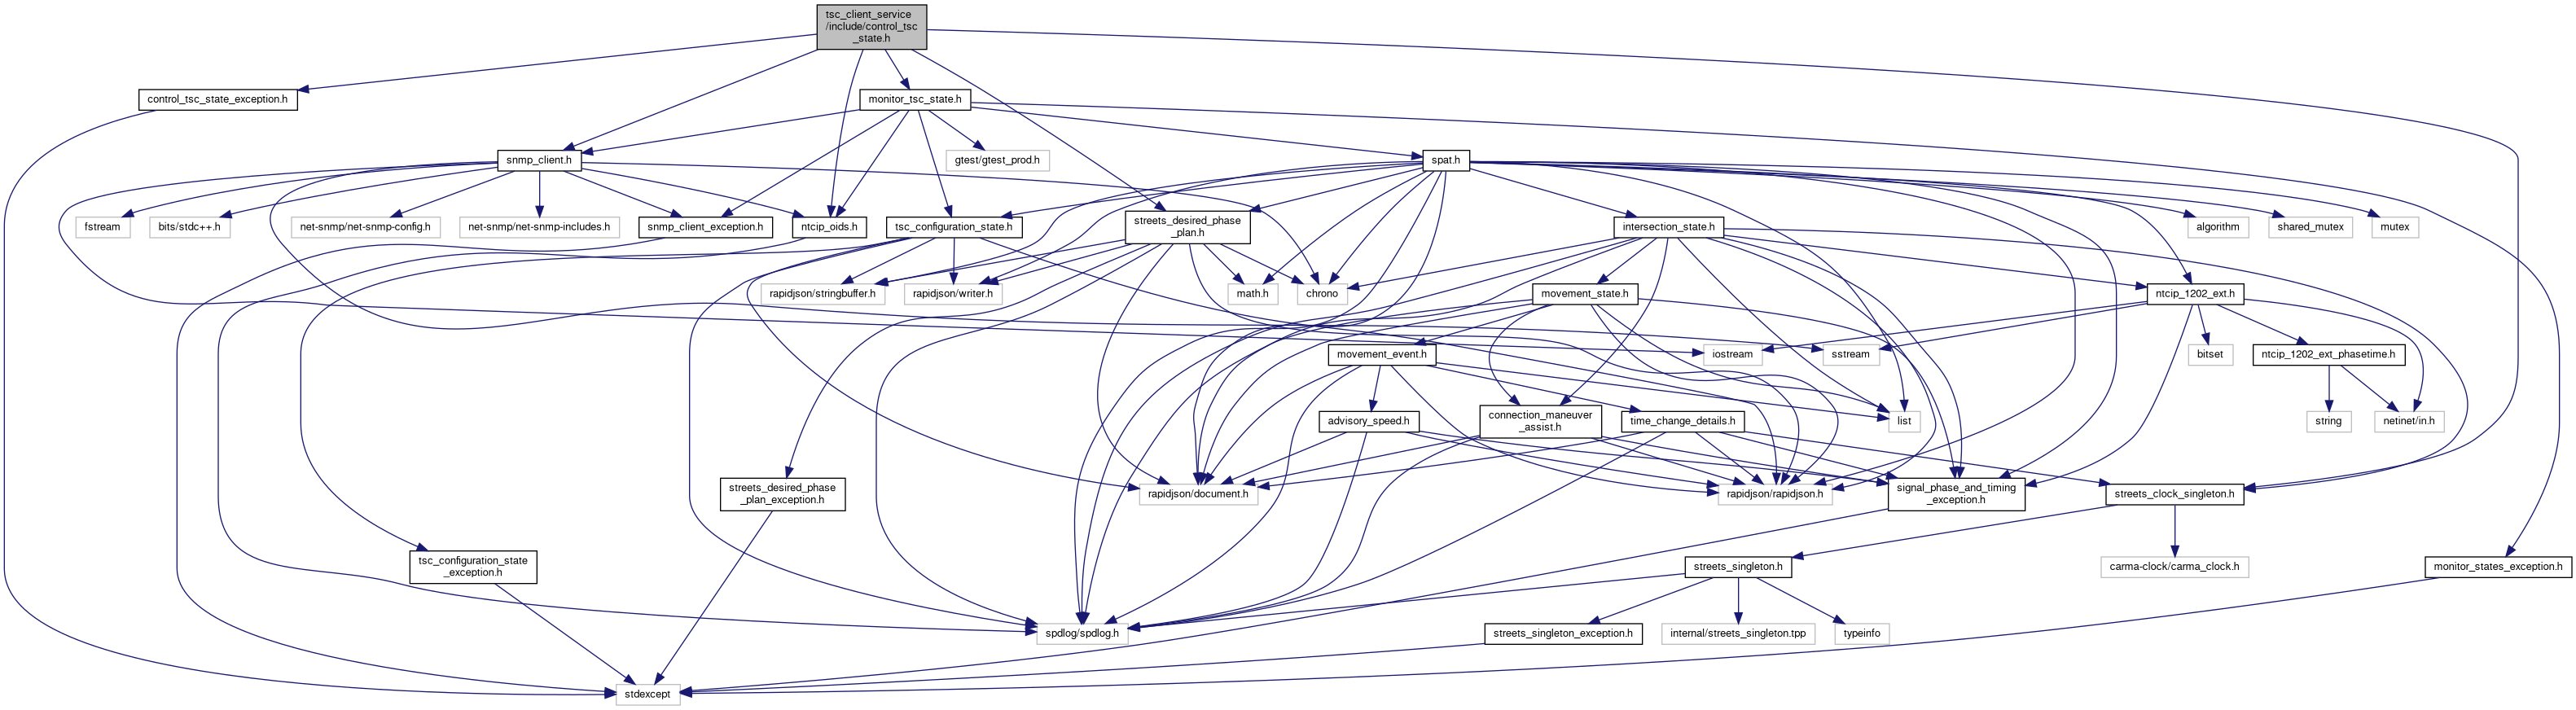 tsc_client_service
/include/control_tsc
_state.h
control_tsc_state_exception.h
monitor_tsc_state.h
snmp_client.h
gtest/gtest_prod.h
spat.h
fstream
bits/stdc++.h
net-snmp/net-snmp-config.h
net-snmp/net-snmp-includes.h
snmp_client_exception.h
ntcip_oids.h
tsc_configuration_state.h
streets_desired_phase
_plan.h
intersection_state.h
algorithm
shared_mutex
mutex
rapidjson/stringbuffer.h
rapidjson/writer.h
math.h
chrono
movement_state.h
ntcip_1202_ext.h
movement_event.h
iostream
sstream
bitset
ntcip_1202_ext_phasetime.h
advisory_speed.h
connection_maneuver
_assist.h
time_change_details.h
list
string
netinet/in.h
streets_desired_phase
_plan_exception.h
rapidjson/document.h
rapidjson/rapidjson.h
signal_phase_and_timing
_exception.h
streets_clock_singleton.h
tsc_configuration_state
_exception.h
streets_singleton.h
carma-clock/carma_clock.h
monitor_states_exception.h
spdlog/spdlog.h
streets_singleton_exception.h
internal/streets_singleton.tpp
typeinfo
stdexcept